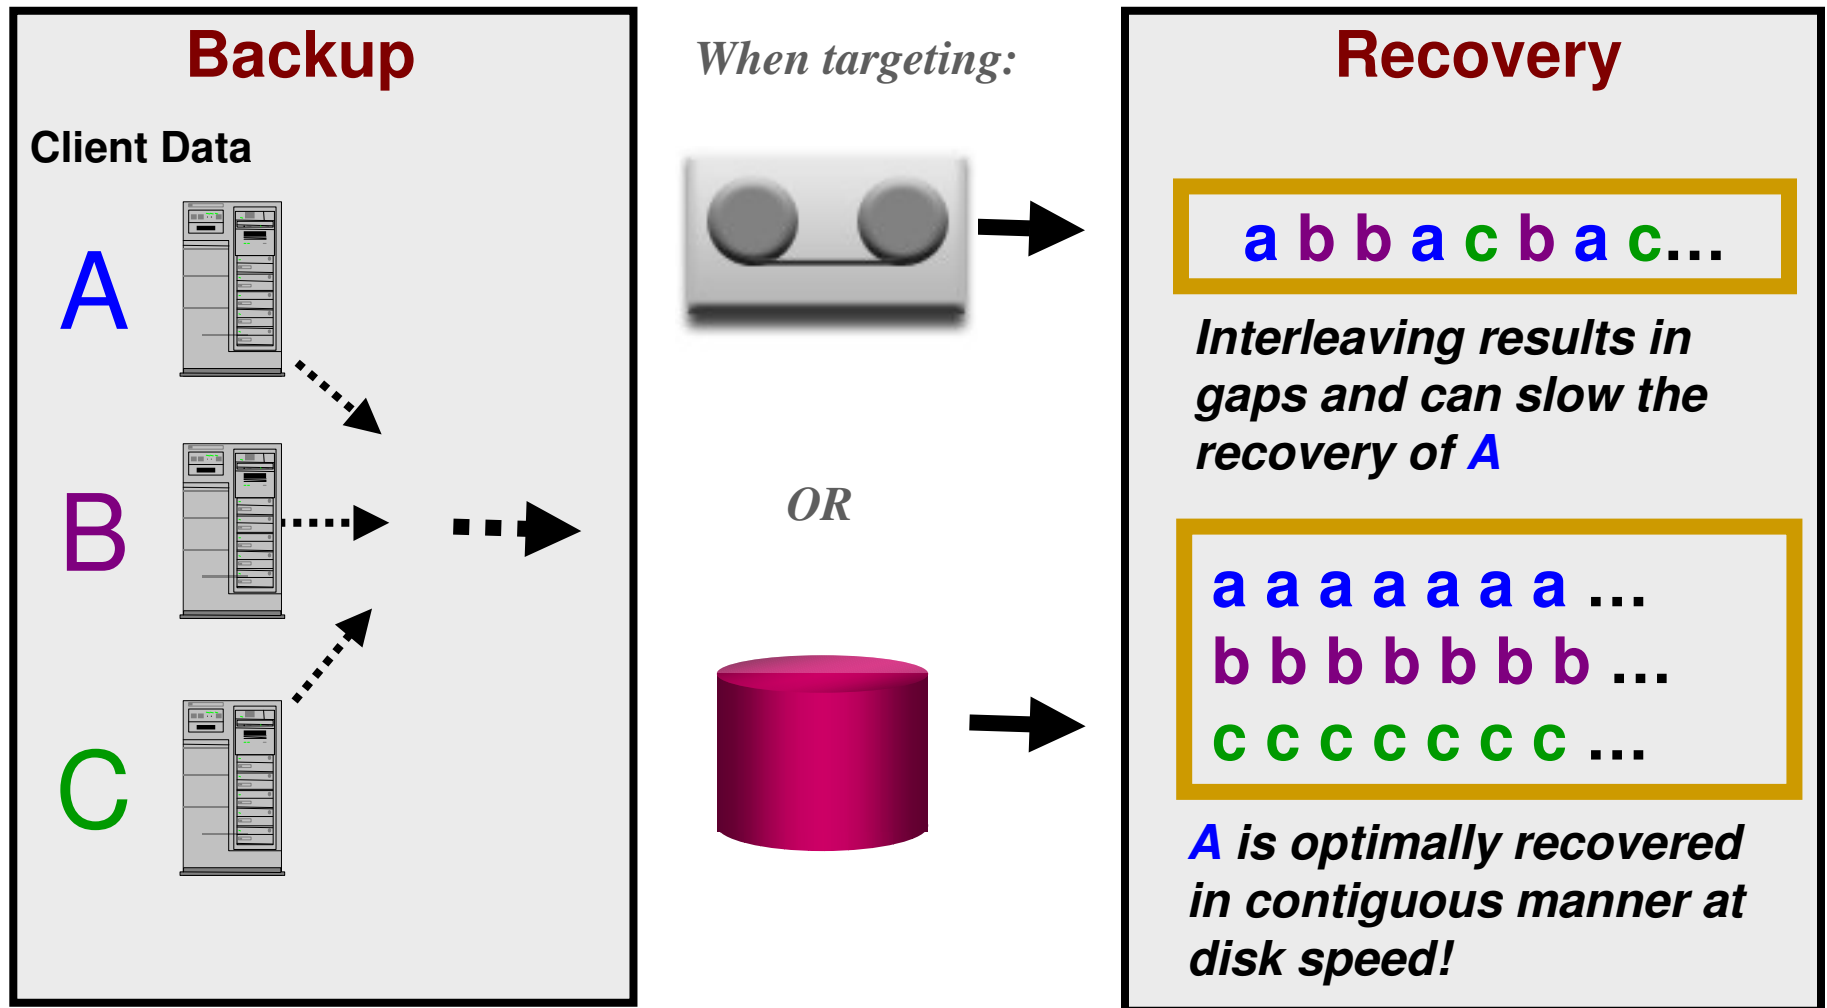 Backup
Client Data
A
B
C
When targeting:
OR
Recovery
a b b a c b a c...
Interleaving results in
gaps and can slow the
recovery of A
a a a a a a a ...
b b b b b b b ...
c c c c c c c ...
A is optimally recovered
in contiguous manner at
disk speed!